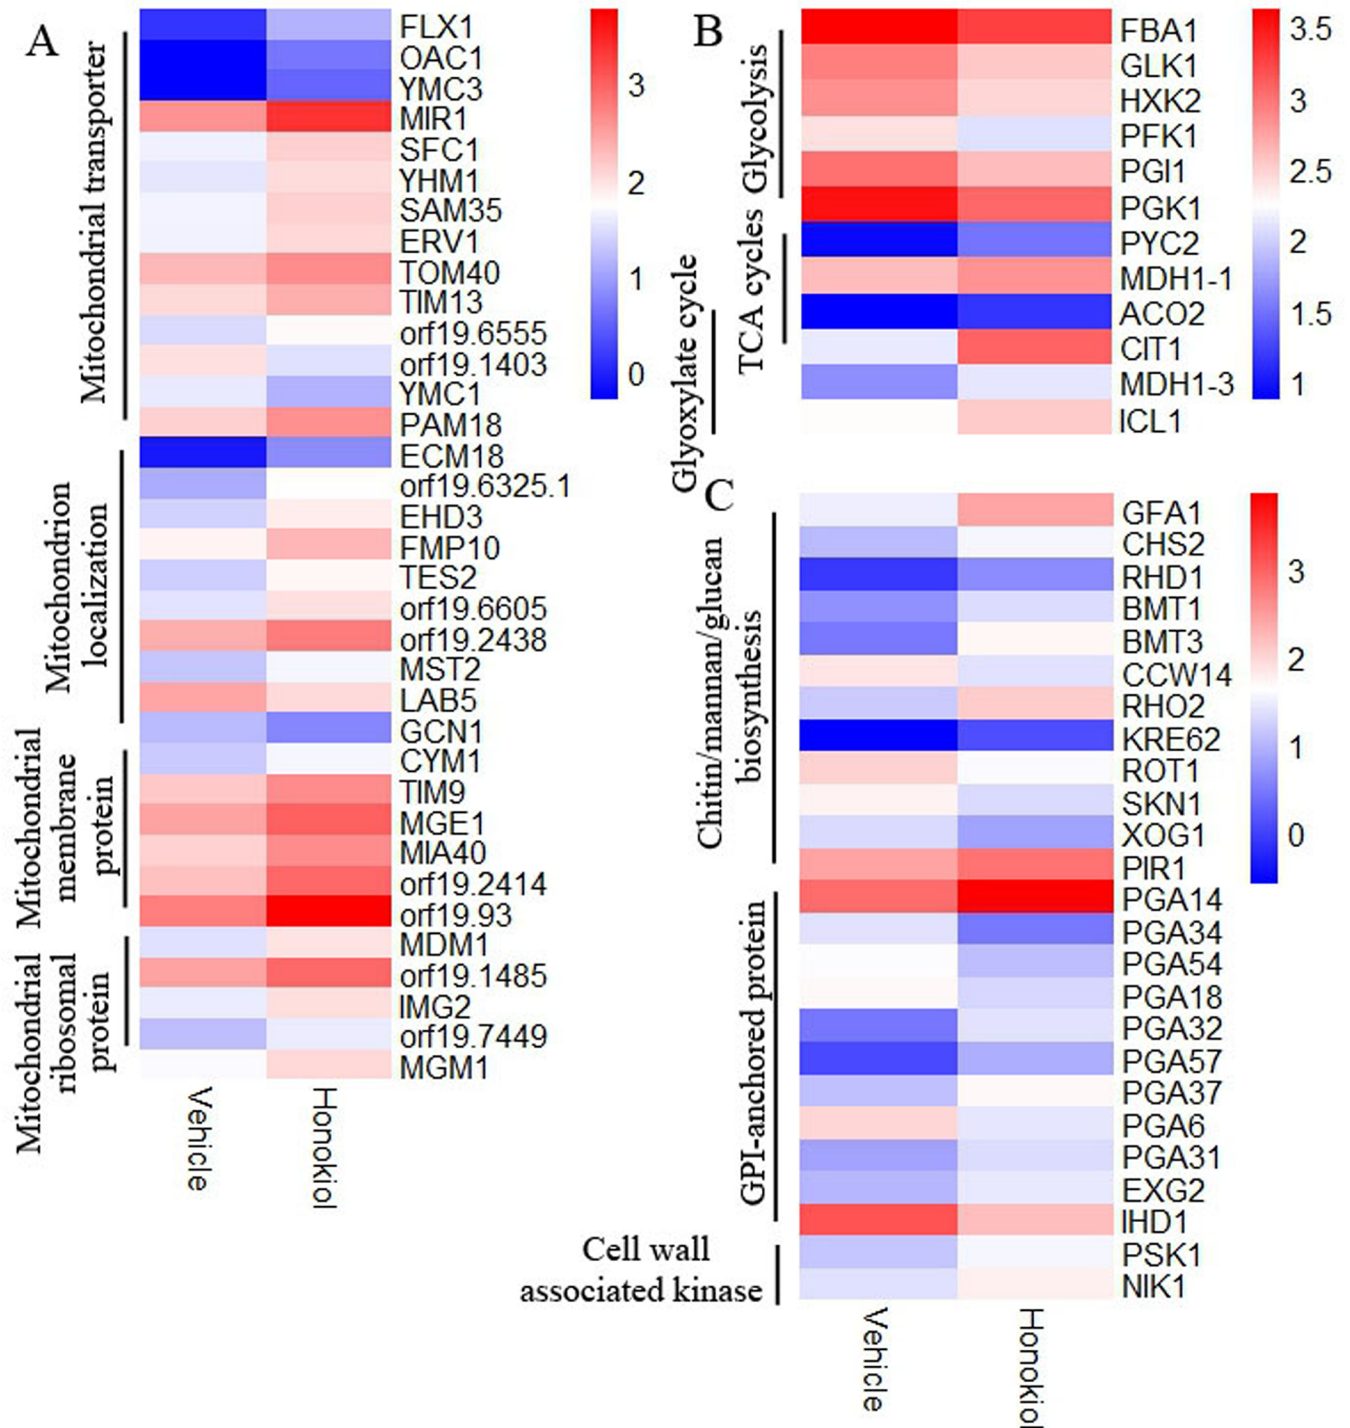 A
Mitochondrial transporter
FLX1
OAC1
YMC3
MIR1
SFC1
YHM1
SAM35
ERV1
TOM40
TIM13
orf19.6555
orf19.1403
YMC1
PAM18
Mitochondrion
localization
ECM18
orf19.6325.1
EHD3
FMP10
TES2
orf19.6605
orf19.2438
MST2
LAB5
GCN1
Mitochondrial
menbrane
protein
CYM1
TIM9
MGE1
MIA40
orf19.2414
orf19.93
Mitochondrial
ribosomal
protein
MDM1
orf19.1485
IMG2
orf19.7449
MGM1
Vehicle
Honokiol
3
2
1
0
B
Glycolysis
TCA cycles
Glyoxylate cycle
FBA1
GLK1
HXK2
PFK1
PGI1
PGK1
PYC2
MDH1-1
ACO2
CIT1
MDH1-3
ICL1
3.5
3
2.5
2
1.5
1
C
Chitin/mannan/glucan
biosynthesis
GFA1
CHS2
RHD1
BMT1
BMT3
CCW14
RHO2
KRE62
ROT1
SKN1
XOG1
PIR1
GPI-anchored protein
PGA14
PGA34
PGA54
PGA18
PGA32
PGA57
PGA37
PGA6
PGA31
EXG2
IHD1
Cell wall
associated kinase
PSK1
NIK1
Vehicle
Honokiol
3
2
1
0